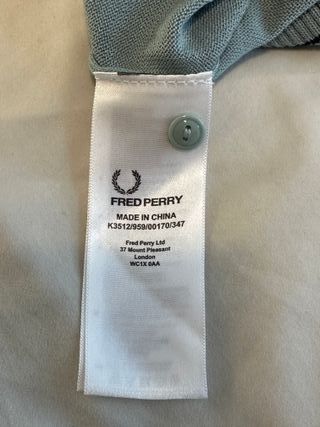 FRED PERRY
MADE IN CHINA
K3512/959/00170/347
Fred Perry Ltd
37 Mount Pleasant
London
WC1X 0AA